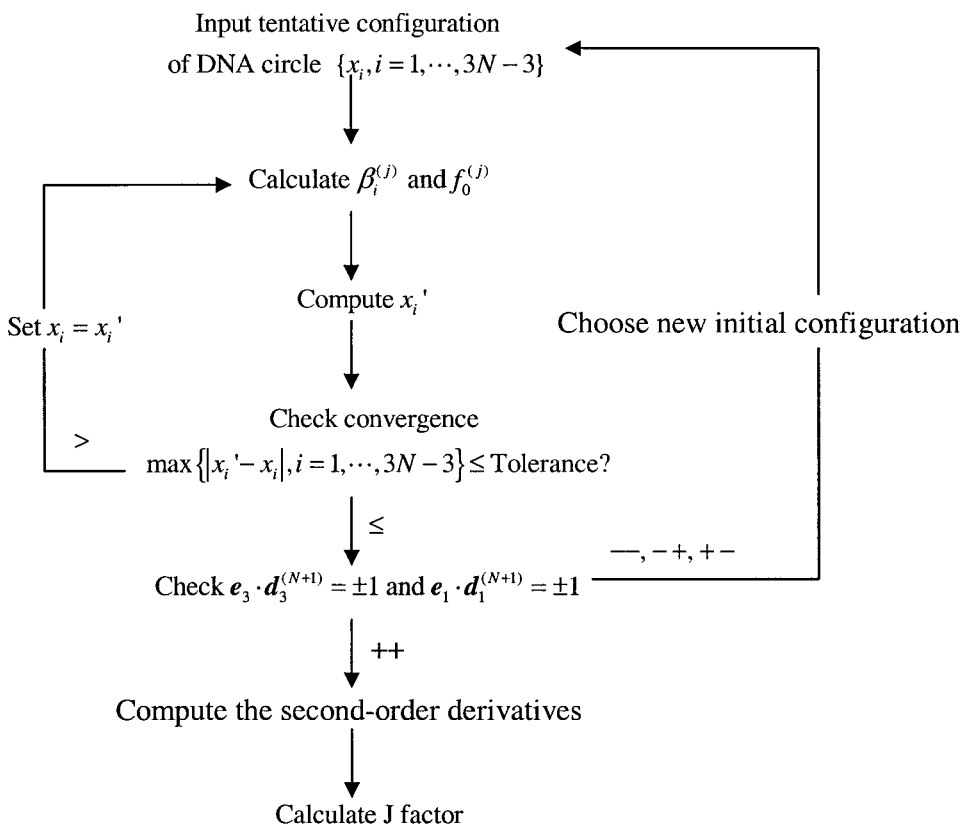 Input tentative configuration
of DNA circle {x_i, i = 1, ⋯, 3N − 3}
Calculate β_i^(j) and f_0^(j)
Compute x_i '
Set x_i = x_i '
Choose new initial configuration
Check convergence
>
max{|x_i '− x_i|, i = 1, ⋯, 3N − 3} ≤ Tolerance?
≤
−−, − +, + −
Check e_3 · d_3^(N+1) = ±1 and e_1 · d_1^(N+1) = ±1
++
Compute the second-order derivatives
Calculate J factor